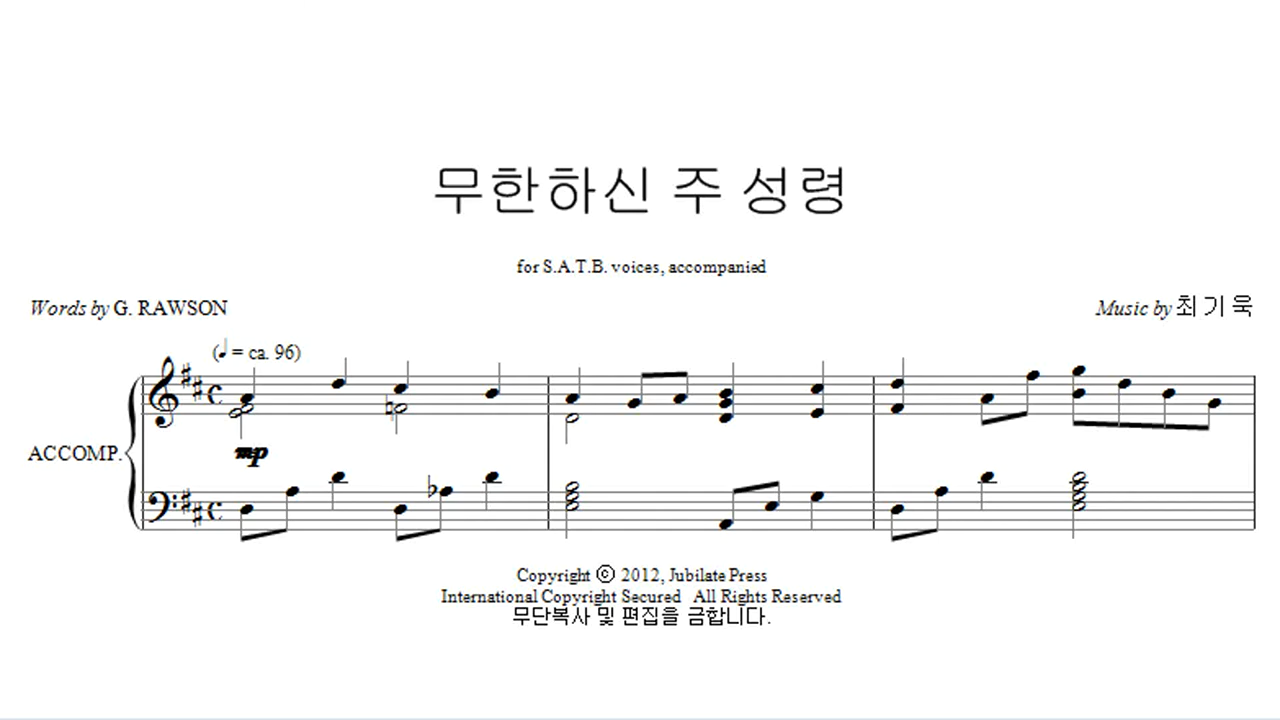 무한하신 주 성령
for S.A.T.B. voices, accompanied
Words by G. RAWSON
Music by 최 기 욱
(♩ = ca. 96)
ACCOMP.
mp
Copyright ⓒ 2012, Jubilate Press
International Copyright Secured All Rights Reserved
무단복사 및 편집을 금합니다.